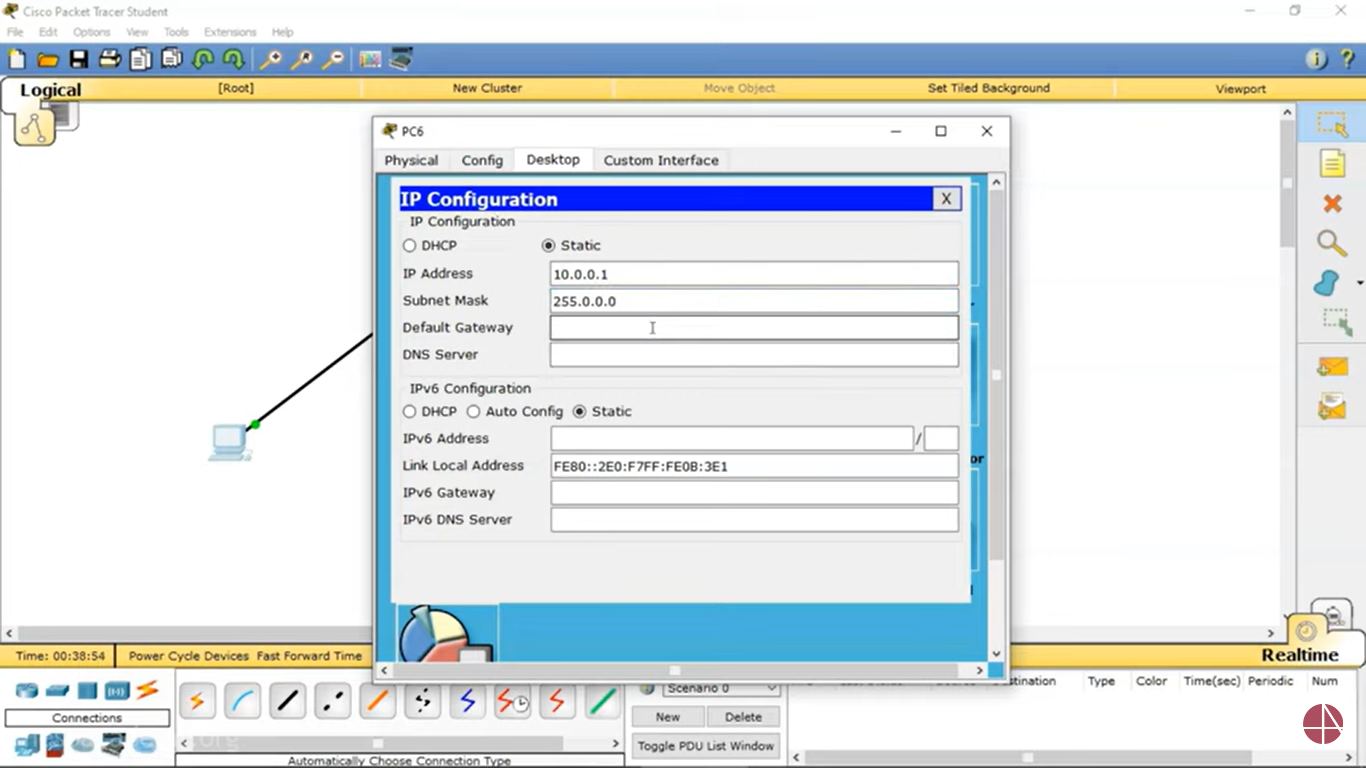 Cisco Packet Tracer Student
File Edit Options View Tools Extensions Help
Logical [Root] New Cluster Move Object Set Tiled Background Viewport
PC6
Physical Config Desktop Custom Interface
IP Configuration X
IP Configuration
DHCP Static
IP Address 10.0.0.1
Subnet Mask 255.0.0.0
Default Gateway
DNS Server
IPv6 Configuration
DHCP Auto Config Static
IPv6 Address /
Link Local Address FE80::2E0:F7FF:FE0B:3E1
IPv6 Gateway
IPv6 DNS Server
or
Time: 00:38:54 Power Cycle Devices Fast Forward Time Realtime
Scenario 0 Type Color Time(sec) Periodic Num
Connections New Delete
Toggle PDU List Window
Automatically Choose Connection Type